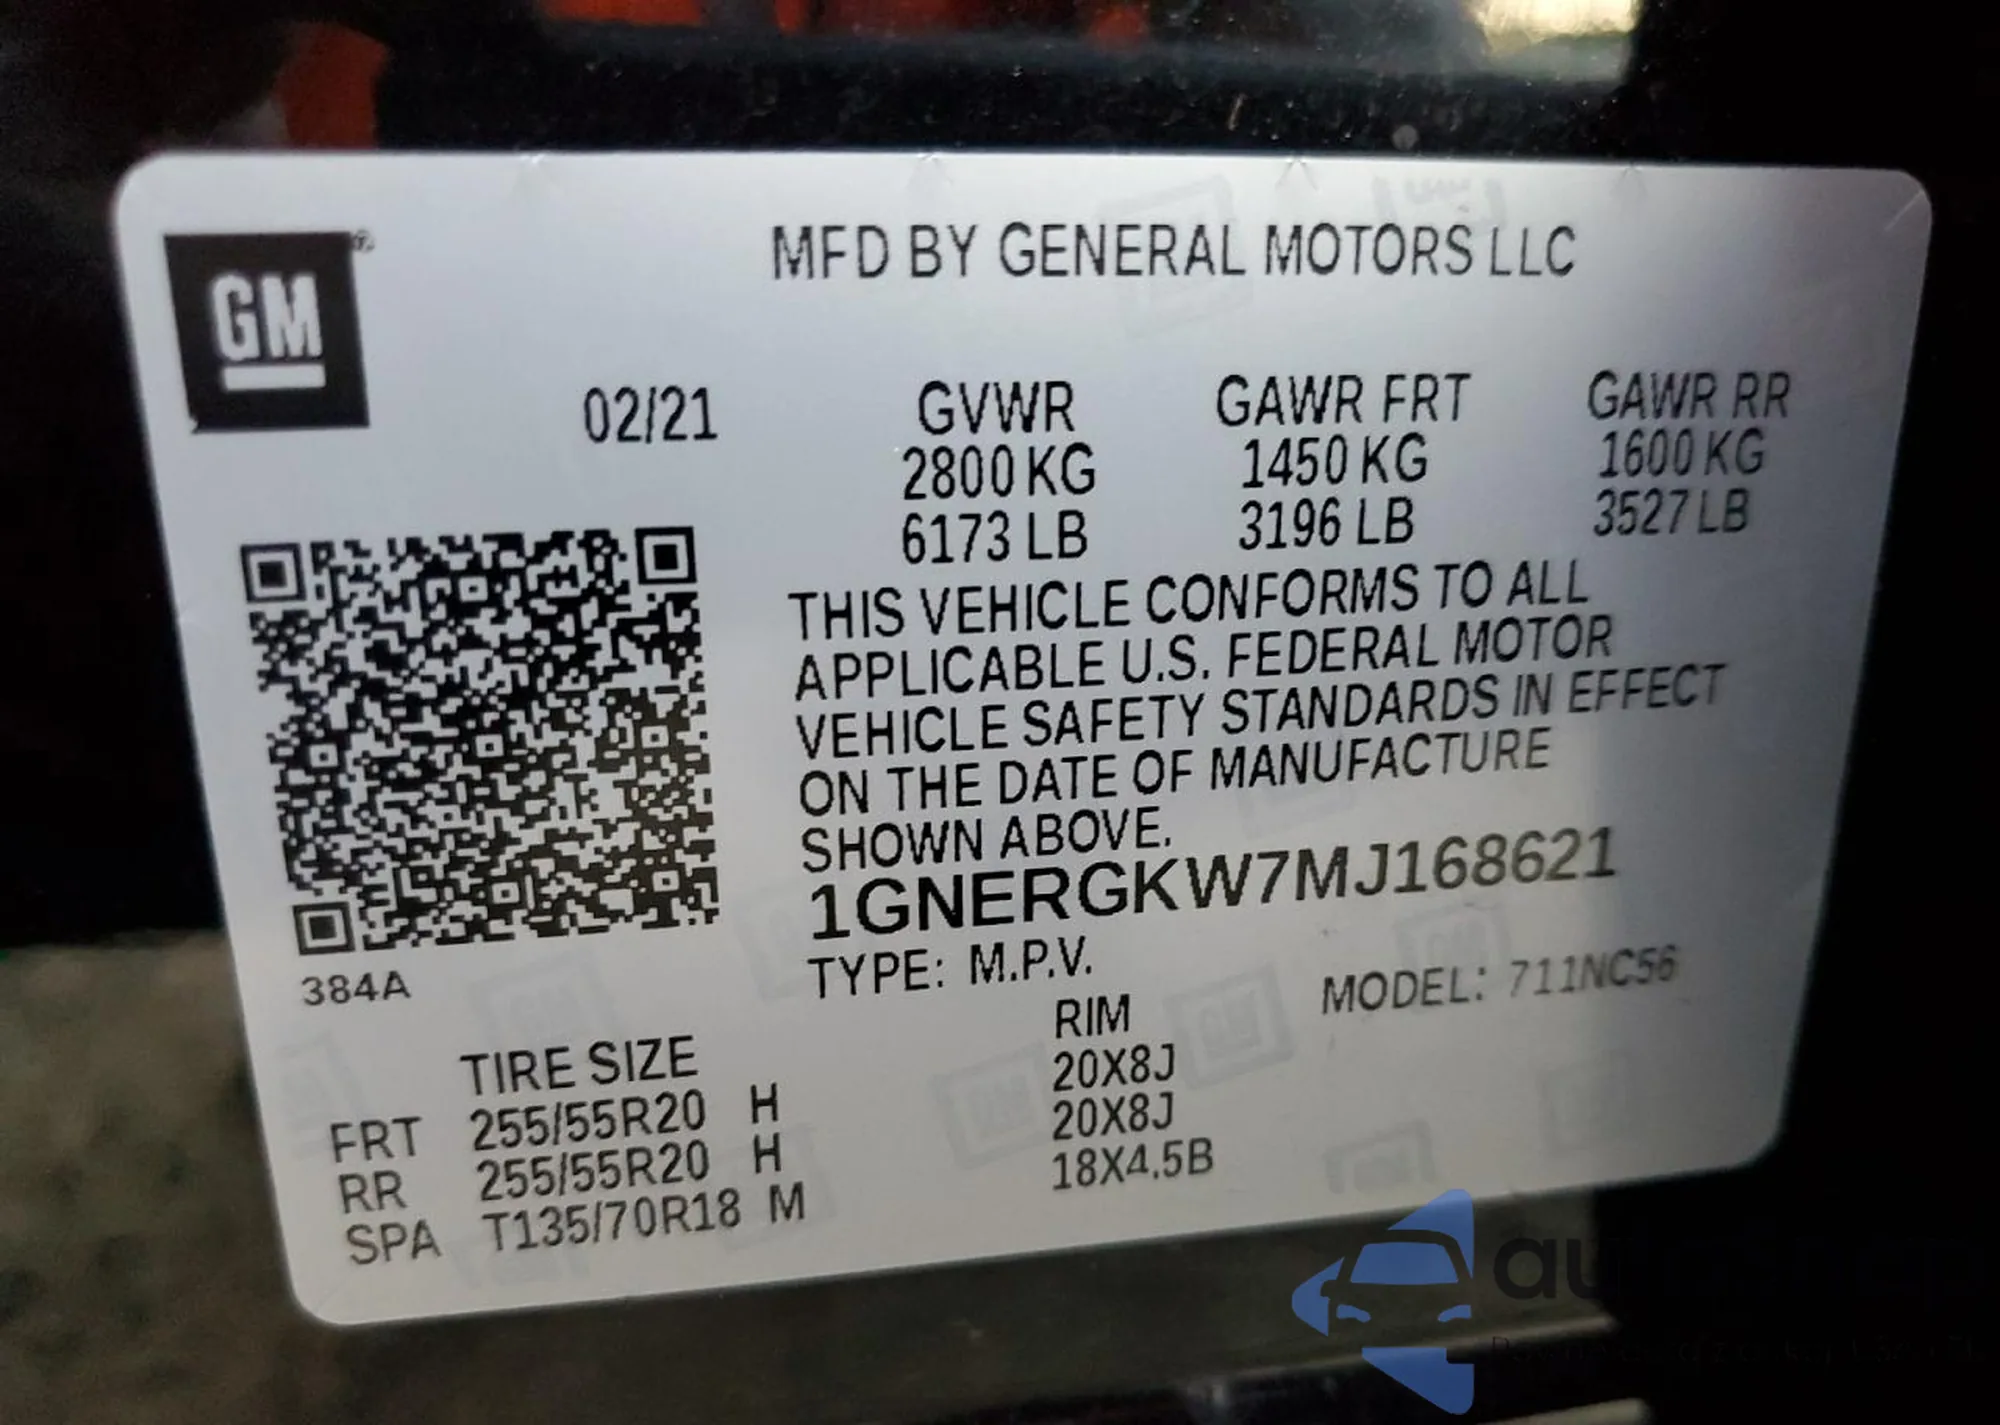 GM
MFD BY GENERAL MOTORS LLC
02/21
GVWR GAWR FRT GAWR RR
2800 KG 1450 KG 1600 KG
6173 LB 3196 LB 3527 LB
THIS VEHICLE CONFORMS TO ALL
APPLICABLE U.S. FEDERAL MOTOR
VEHICLE SAFETY STANDARDS IN EFFECT
ON THE DATE OF MANUFACTURE
SHOWN ABOVE.
1GNERGKW7MJ168621
384A
TYPE: M.P.V. MODEL: 711NC56
TIRE SIZE RIM
FRT 255/55R20 H 20X8J
RR 255/55R20 H 20X8J
SPA T135/70R18 M 18X4.5B